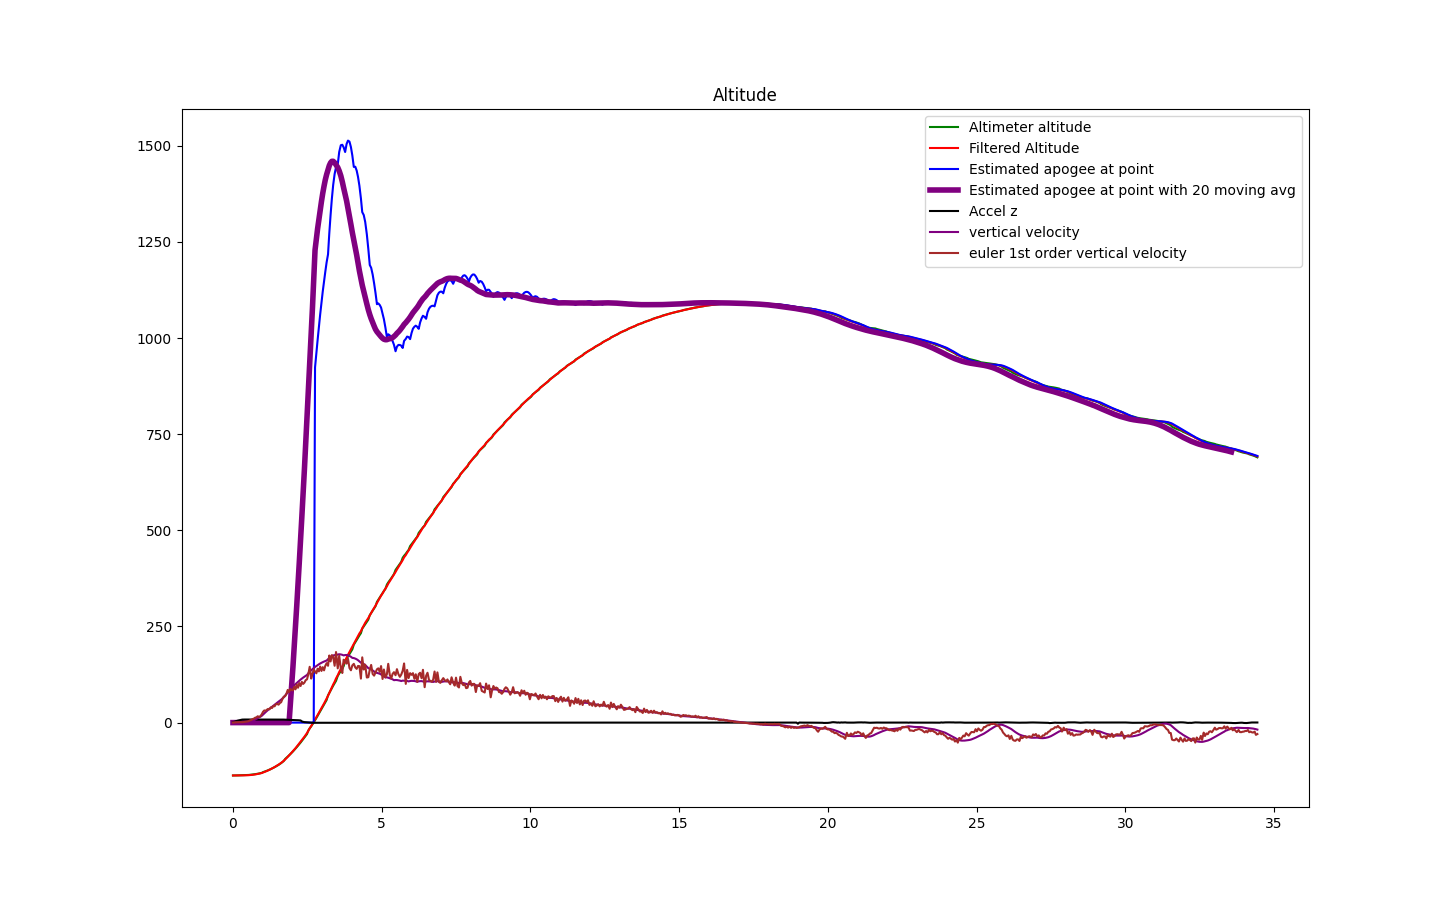 Altitude
Altimeter altitude
Filtered Altitude
Estimated apogee at point
Estimated apogee at point with 20 moving avg
Accel z
vertical velocity
euler 1st order vertical velocity
1500
1250
1000
750
500
250
0
0 5 10 15 20 25 30 35